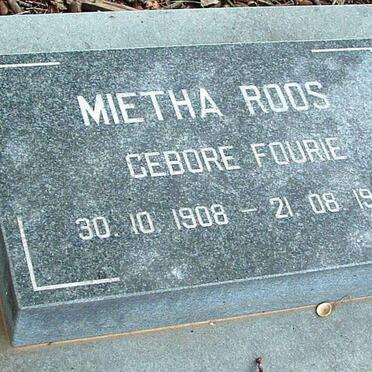 MIETHA ROOS
GEBORE FOURIE
30. 10. 1908 – 21. 08. 19